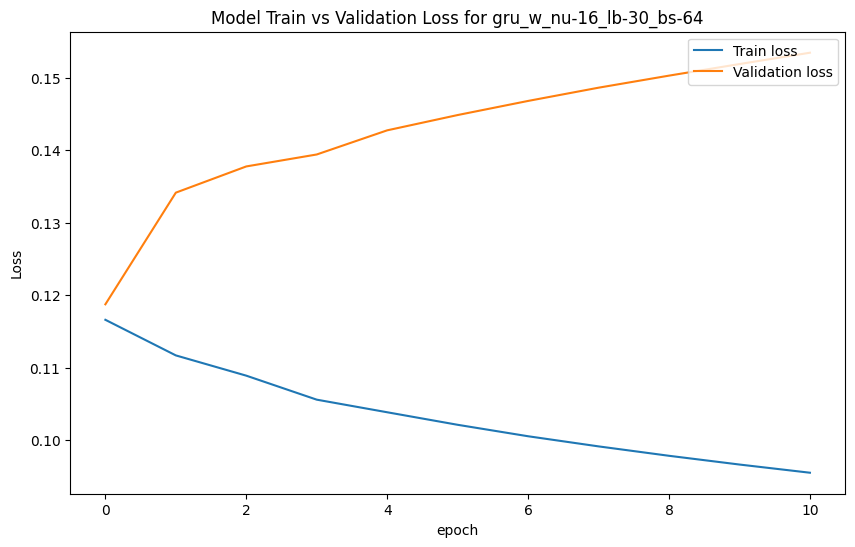 Model Train vs Validation Loss for gru_w_nu-16_lb-30_bs-64
Train loss
Validation loss
0.15
0.14
0.13
0.12
0.11
0.10
Loss
0 2 4 6 8 10
epoch